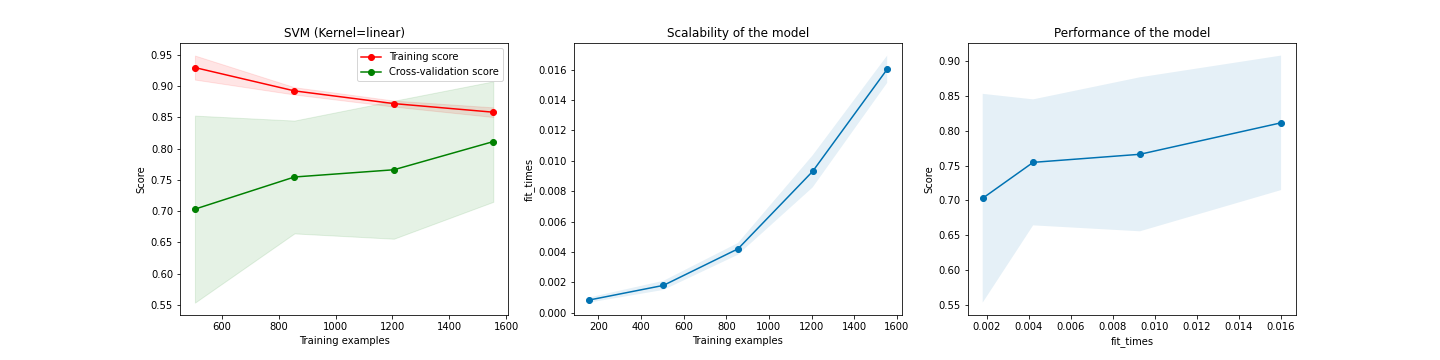 SVM (Kernel=linear)
Score
0.95
0.90
0.85
0.80
0.75
0.70
0.65
0.60
0.55
Training score
Cross-validation score
600 800 1000 1200 1400 1600
Training examples
Scalability of the model
fit_times
0.016
0.014
0.012
0.010
0.008
0.006
0.004
0.002
0.000
200 400 600 800 1000 1200 1400 1600
Training examples
Performance of the model
Score
0.90
0.85
0.80
0.75
0.70
0.65
0.60
0.55
0.002 0.004 0.006 0.008 0.010 0.012 0.014 0.016
fit_times